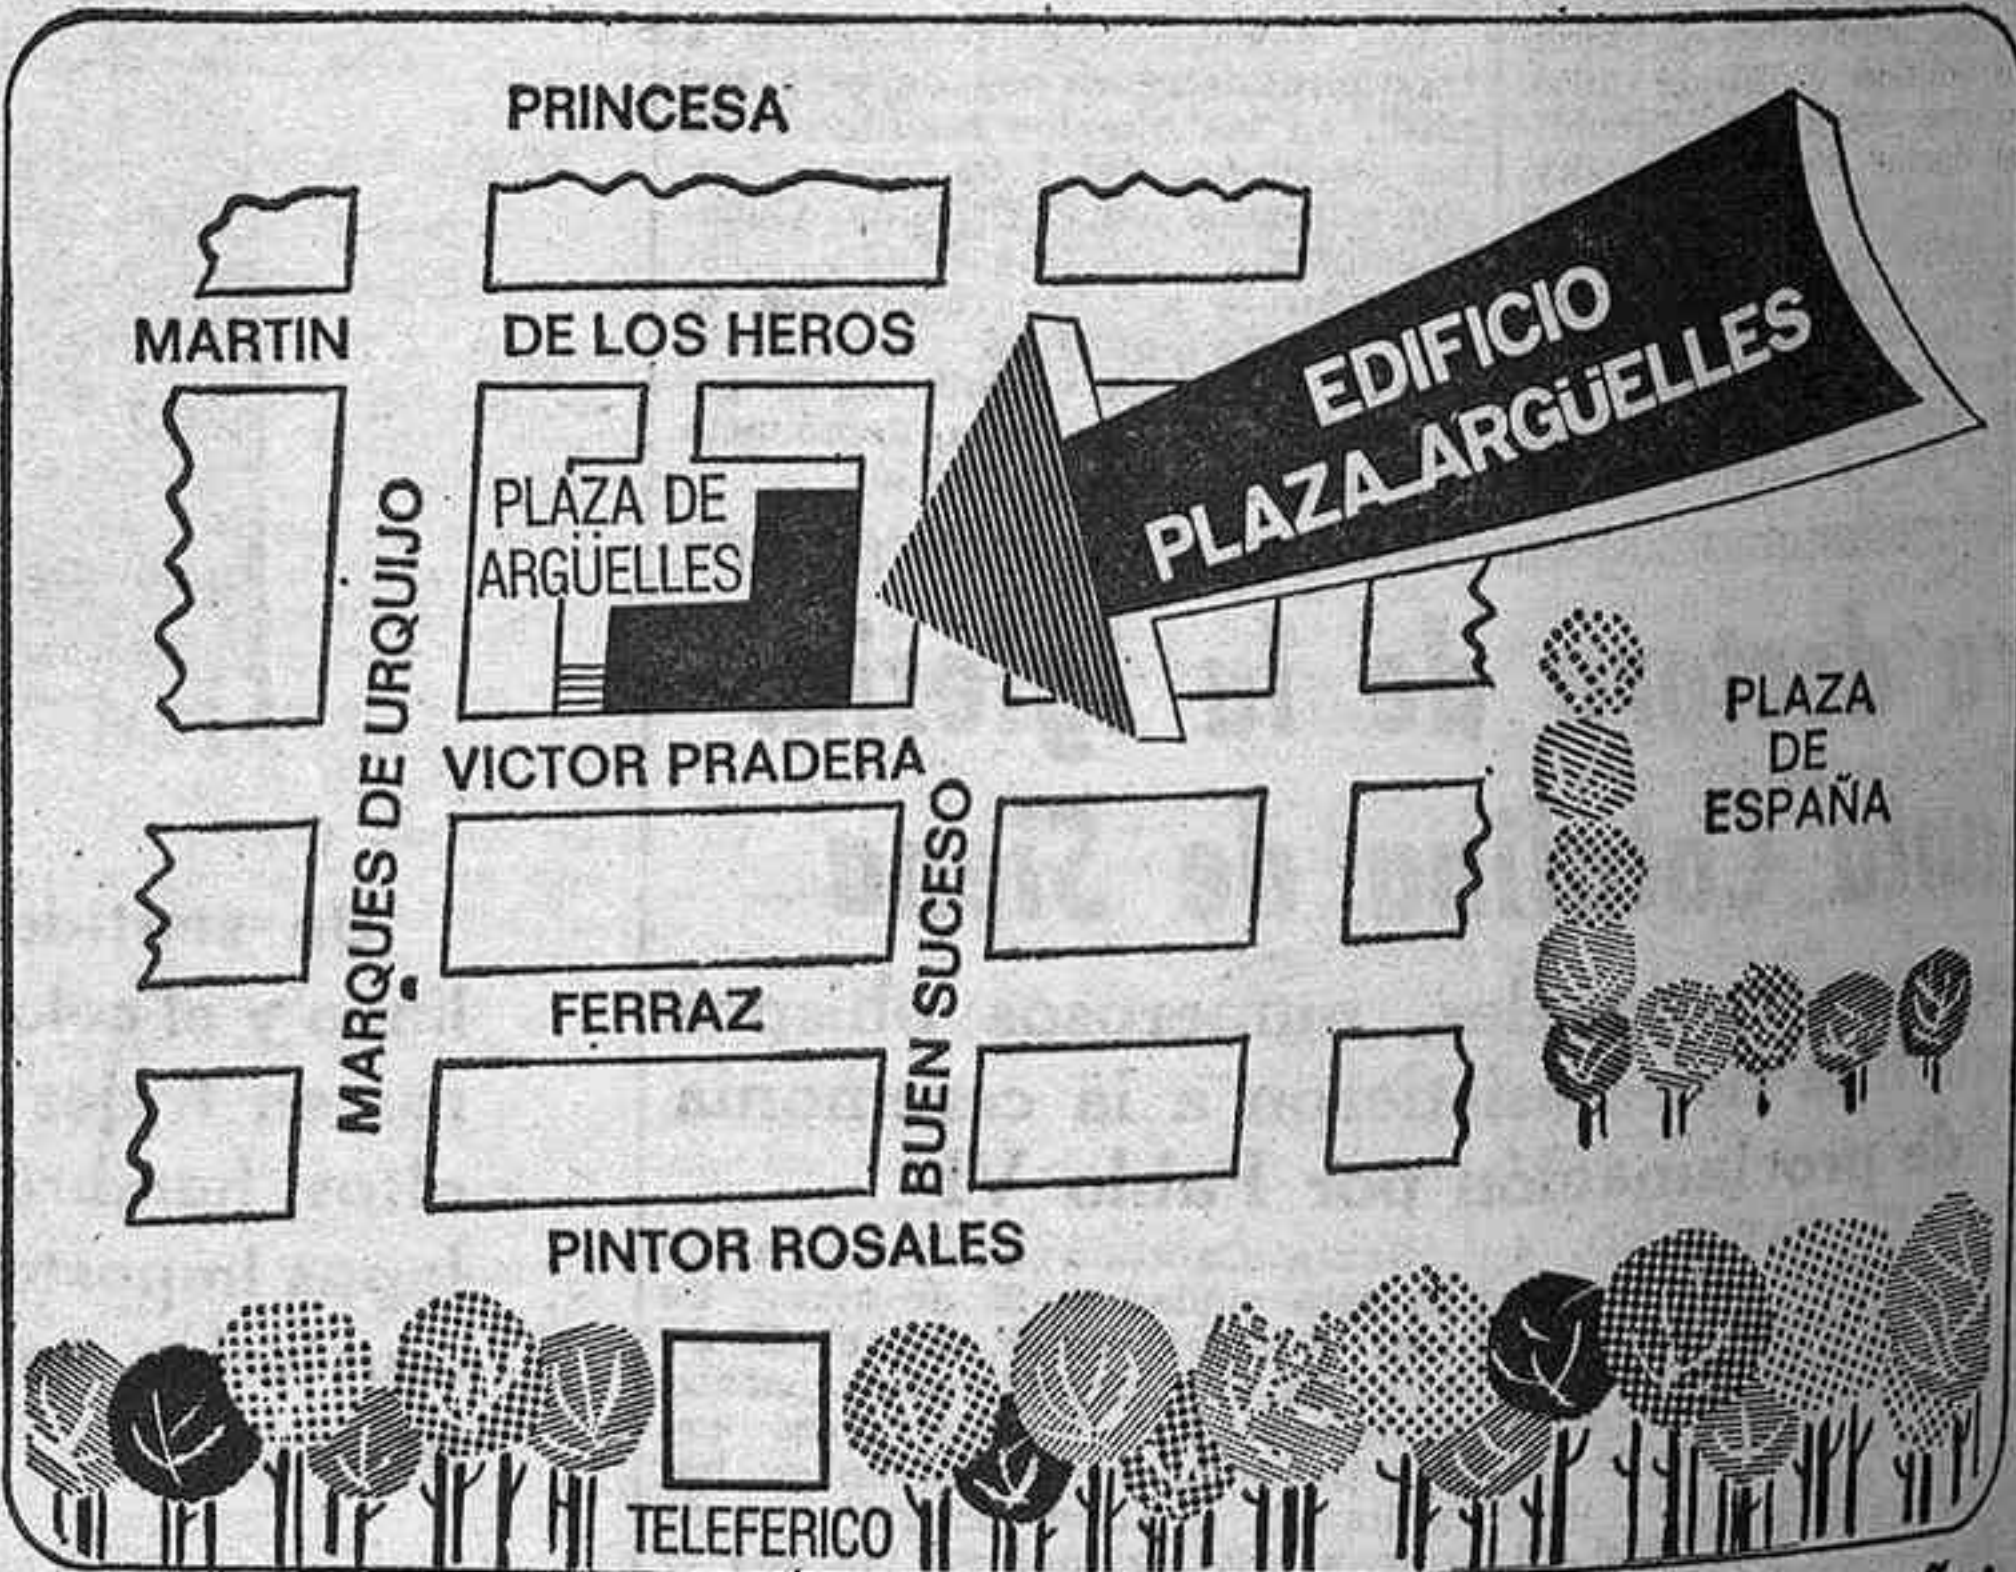 PRINCESA
MARTIN DE LOS HEROS
EDIFICIO
PLAZA ARGÜELLES
PLAZA DE
ARGÜELLES
MARQUES DE URQUIJO
VICTOR PRADERA
PLAZA
DE
ESPAÑA
BUEN SUCESO
FERRAZ
PINTOR ROSALES
TELEFERICO